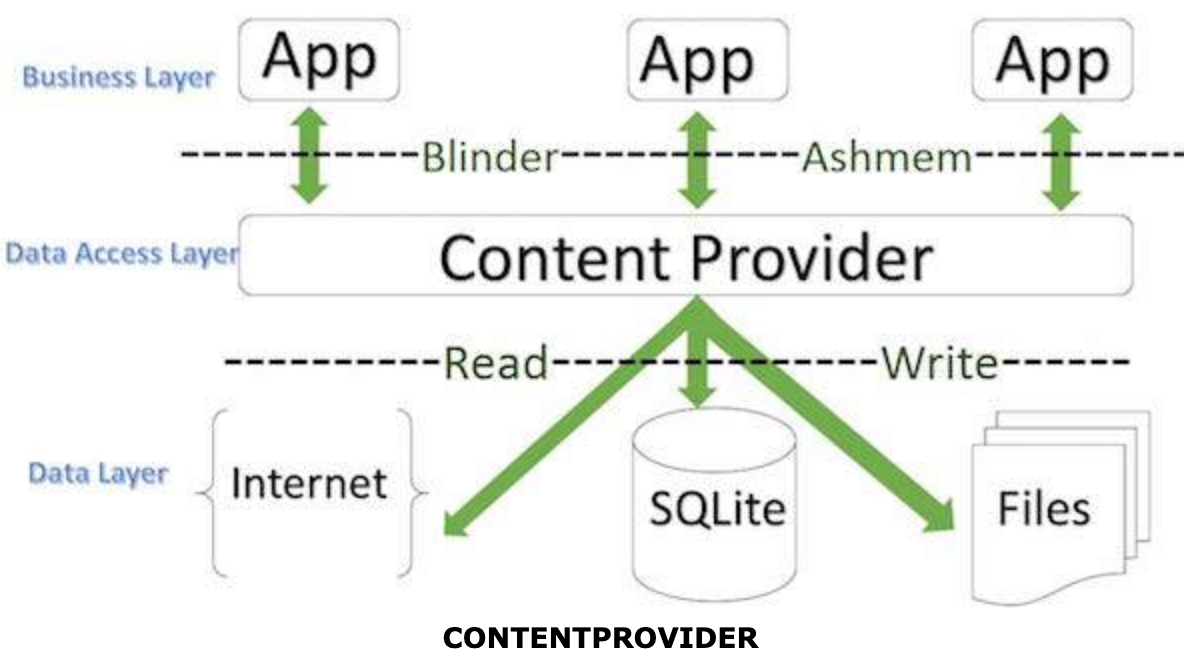 App App App
Business Layer
Blinder Ashmem
Data Access Layer Content Provider
Read Write
Data Layer Internet SQLite Files
CONTENTPROVIDER